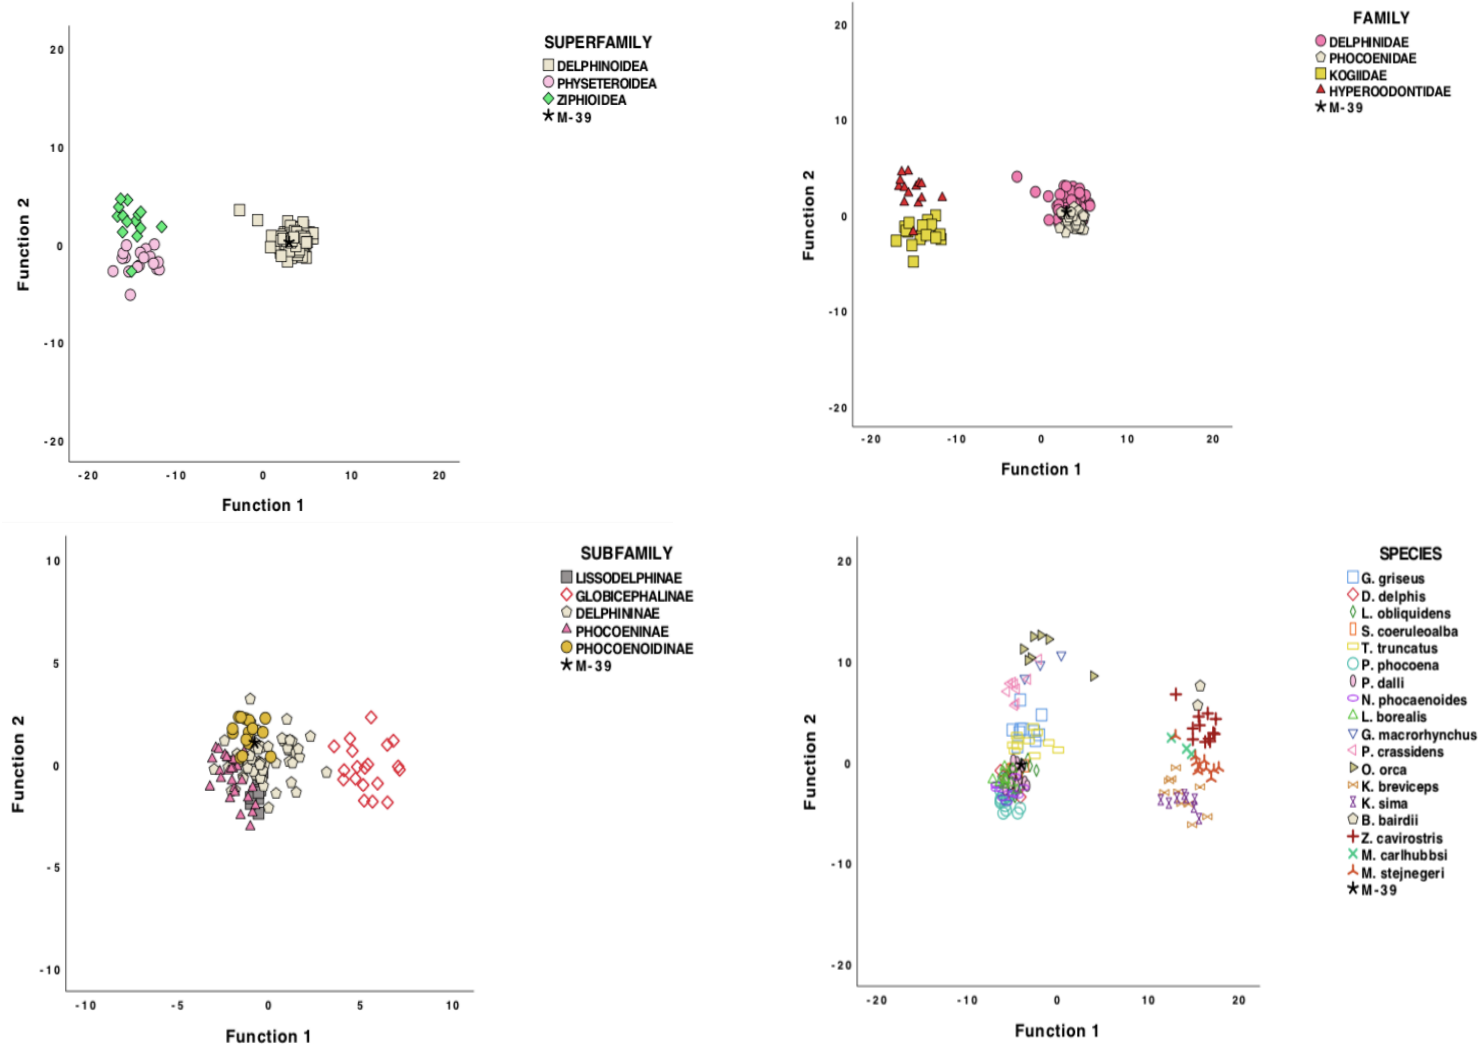 SUPERFAMILY
DELPHINOIDEA
PHYSETEROIDEA
ZIPHIOIDEA
M-39
20
10
0
-10
-20
Function 2
-20 -10 0 10 20
Function 1
FAMILY
DELPHINIDAE
PHOCOENIDAE
KOGIIDAE
HYPEROODONTIDAE
M-39
20
10
0
-10
-20
Function 2
-20 -10 0 10 20
Function 1
SUBFAMILY
LISSODELPHINAE
GLOBICEPHALINAE
DELPHININAE
PHOCOENINAE
PHOCOENOIDINAE
M-39
10
5
0
-5
-10
Function 2
-10 -5 0 5 10
Function 1
SPECIES
G. griseus
D. delphis
L. obliquidens
S. coeruleoalba
T. truncatus
P. phocoena
P. dalli
N. phocaenoides
L. borealis
G. macrorhynchus
P. crassidens
O. orca
K. breviceps
K. sima
B. bairdii
Z. cavirostris
M. carlhubbsi
M. stejnegeri
M-39
20
10
0
-10
-20
Function 2
-20 -10 0 10 20
Function 1